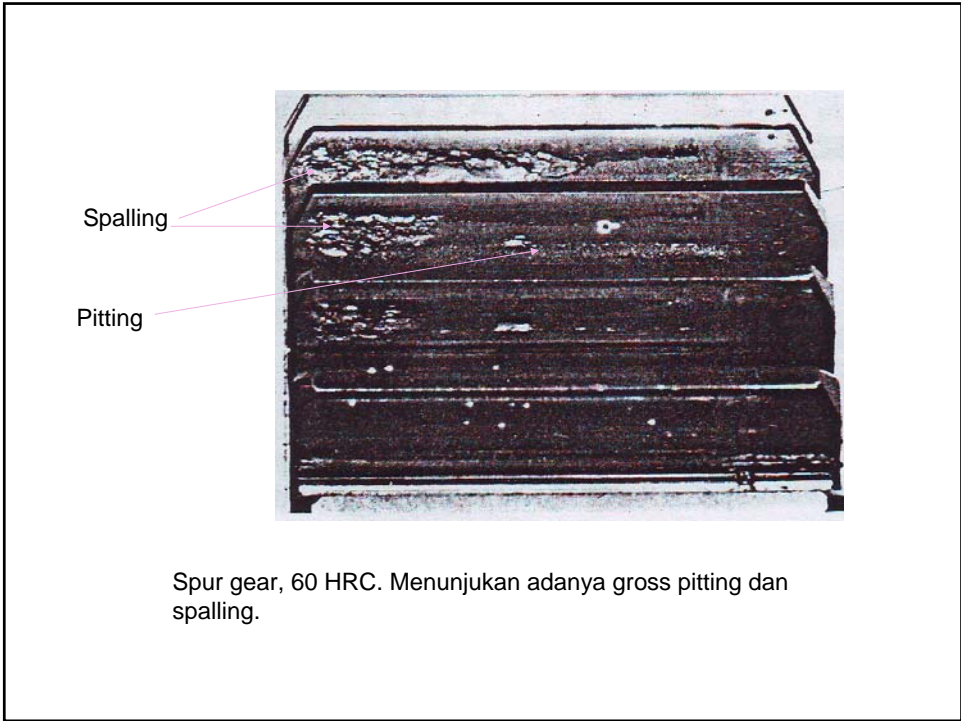 Spalling
Pitting
Spur gear, 60 HRC. Menunjukan adanya gross pitting dan
spalling.